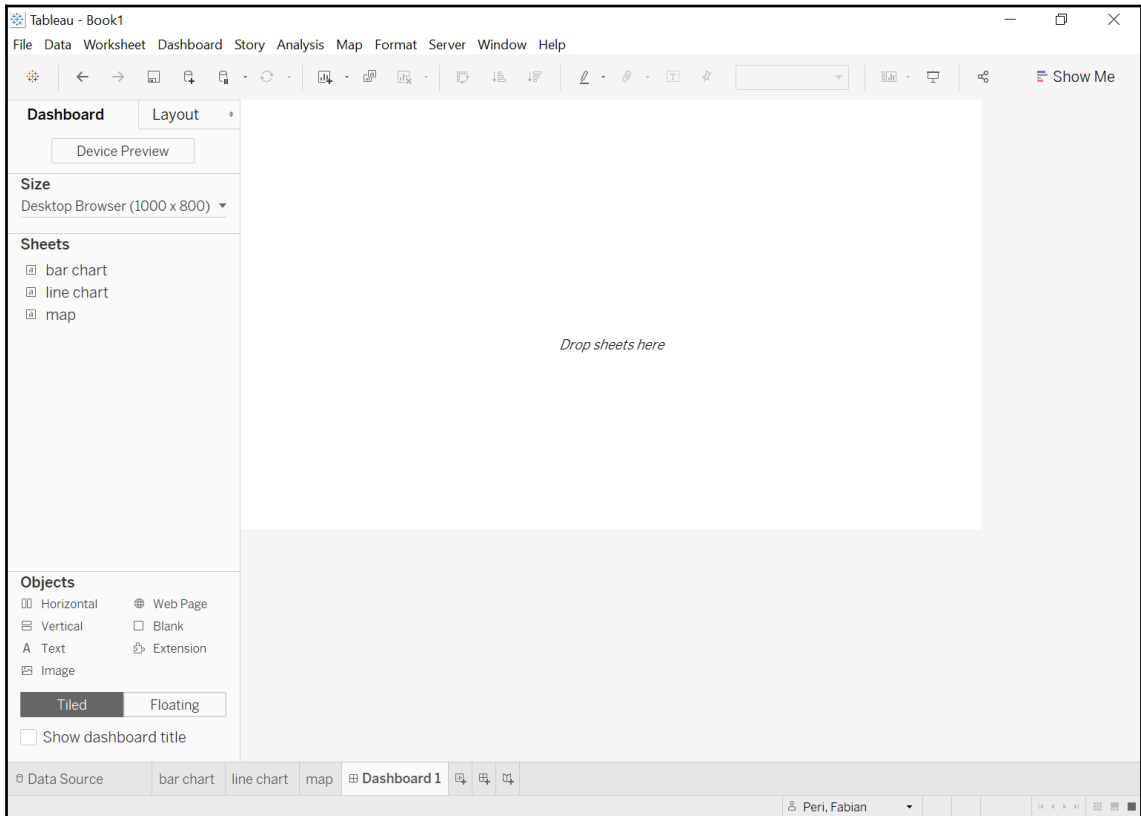 Tableau - Book1
File Data Worksheet Dashboard Story Analysis Map Format Server Window Help
Show Me
Dashboard Layout
Device Preview
Size
Desktop Browser (1000 x 800)
Sheets
bar chart
line chart
map
Drop sheets here
Objects
Horizontal Web Page
Vertical Blank
A Text Extension
Image
Tiled Floating
Show dashboard title
Data Source bar chart line chart map Dashboard 1
Peri, Fabian